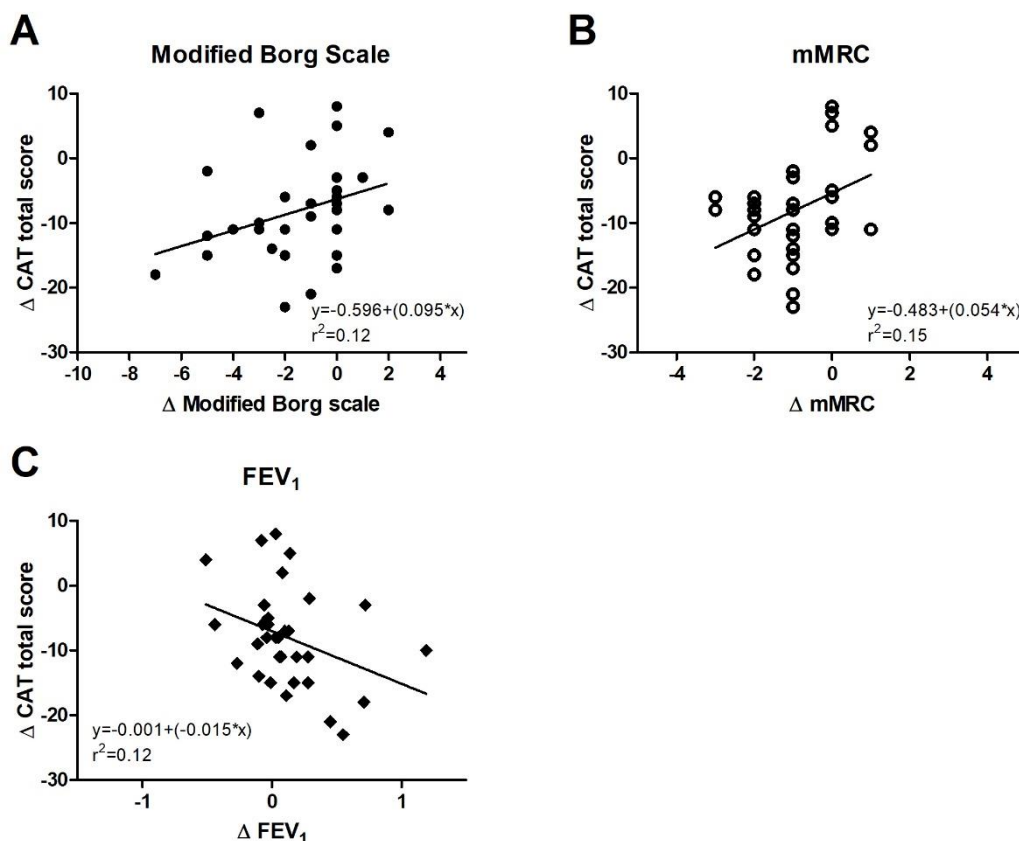 A
Modified Borg Scale
Δ CAT total score
10
0
-10
-20
-30
y=-0.596+(0.095*x)
r²=0.12
-10 -8 -6 -4 -2 0 2 4
Δ Modified Borg scale
B
mMRC
Δ CAT total score
10
0
-10
-20
-30
y=-0.483+(0.054*x)
r²=0.15
-4 -2 0 2 4
Δ mMRC
C
FEV₁
Δ CAT total score
10
0
-10
-20
-30
y=-0.001+(-0.015*x)
r²=0.12
-1 0 1
Δ FEV₁